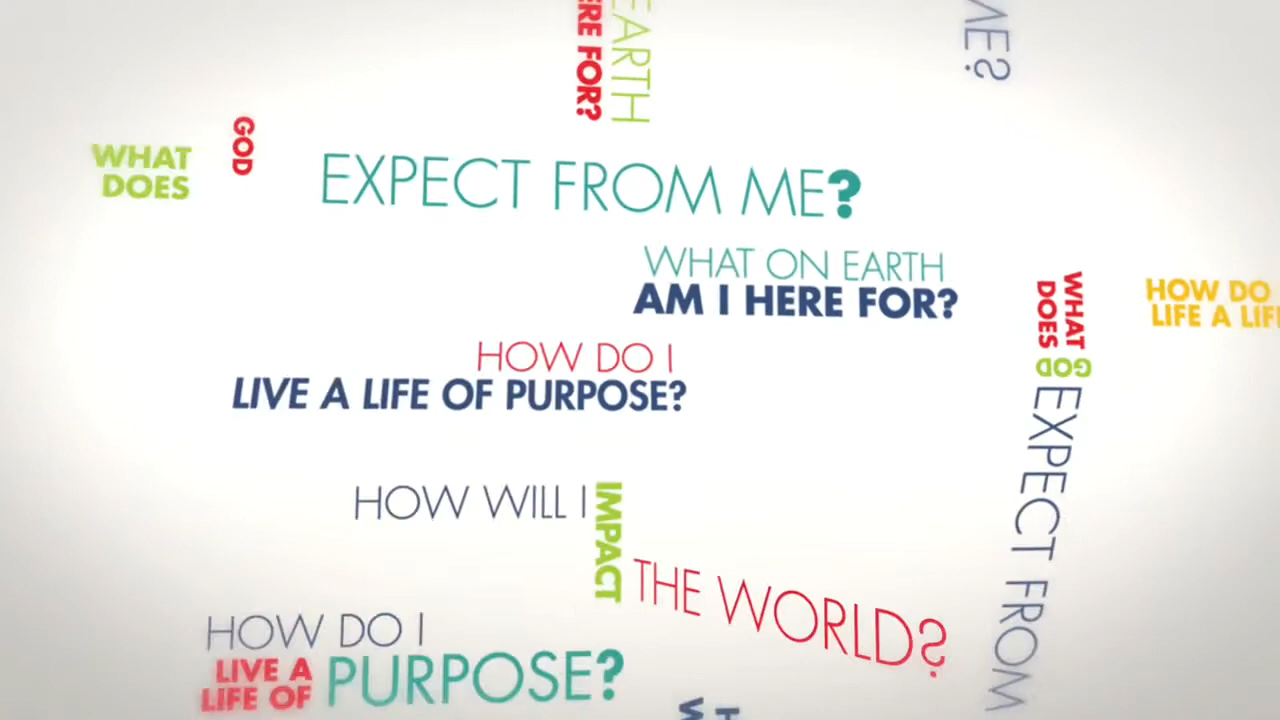 ERE FOR?
EARTH
ME?
WHAT
DOES
GOD
EXPECT FROM ME?
WHAT ON EARTH
AM I HERE FOR?
WHAT
DOES
GOD
EXPECT FROM
HOW DO
LIFE A LIF
HOW DO I
LIVE A LIFE OF PURPOSE?
HOW WILL I
IMPACT
THE WORLD?
HOW DO I
LIVE A
LIFE OF
PURPOSE?